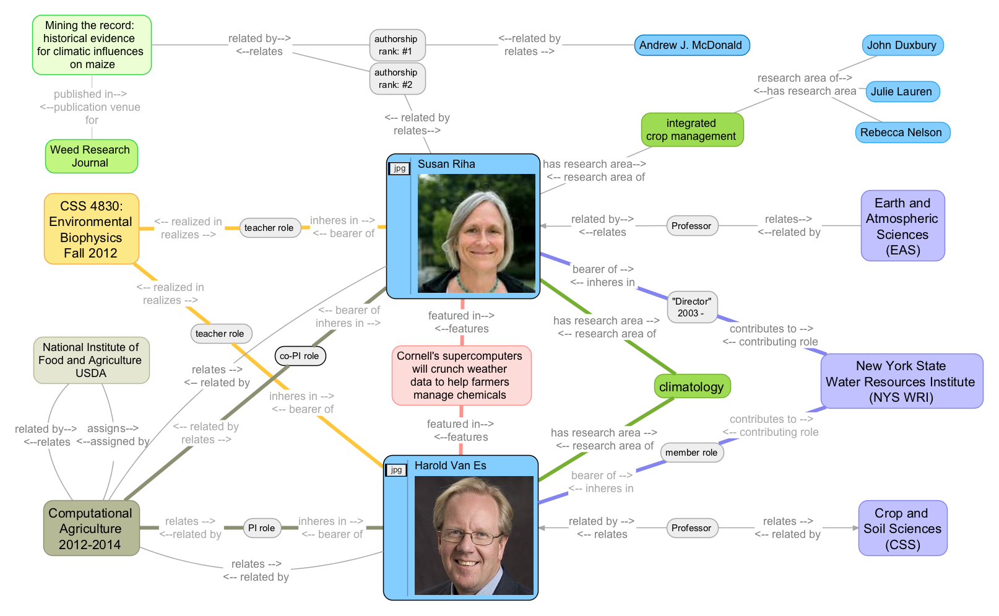 Mining the record:
historical evidence
for climatic influences
on maize
related by-->
<--relates
authorship
rank: #1
<--related by
relates -->
Andrew J. McDonald
John Duxbury
authorship
rank: #2
research area of-->
<--has research area
Julie Lauren
published in-->
<--publication venue
for
<-- related by
relates-->
integrated
crop management
Rebecca Nelson
Weed Research
Journal
jpg
Susan Riha
has research area-->
<-- research area of
CSS 4830:
Environmental
Biophysics
Fall 2012
<-- realized in
realizes -->
teacher role
inheres in -->
<-- bearer of
related by-->
<--relates
Professor
relates-->
<--related by
Earth and
Atmospheric
Sciences
(EAS)
<-- realized in
realizes -->
bearer of -->
<-- inheres in
"Director"
2003 -
<-- bearer of
inheres in -->
featured in-->
<--features
has research area -->
<-- research area of
contributes to -->
<-- contributing role
teacher role
National Institute of
Food and Agriculture
USDA
co-PI role
Cornell's supercomputers
will crunch weather
data to help farmers
manage chemicals
relates -->
<-- related by
climatology
New York State
Water Resources Institute
(NYS WRI)
inheres in -->
<-- bearer of
related by-->
<--relates
assigns-->
<--assigned by
<-- related by
relates -->
featured in-->
<--features
has research area -->
<-- research area of
contributes to -->
<-- contributing role
member role
jpg
Harold Van Es
bearer of -->
<-- inheres in
Computational
Agriculture
2012-2014
relates -->
<--related by
PI role
inheres in -->
<-- bearer of
related by -->
<-- relates
Professor
relates -->
<-- related by
Crop and
Soil Sciences
(CSS)
relates -->
<-- related by